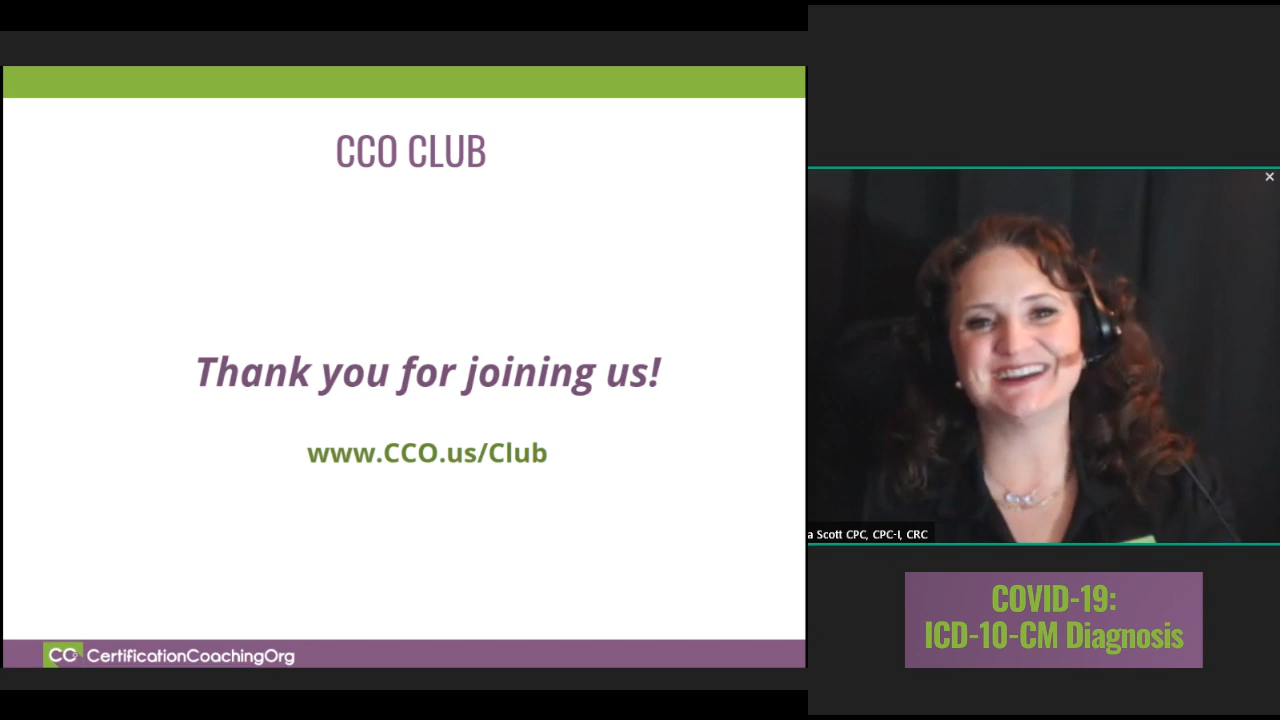 CCO CLUB
Thank you for joining us!
www.CCO.us/Club
CC CertificationCoachingOrg
a Scott CPC, CPC-I, CRC
COVID-19:
ICD-10-CM Diagnosis